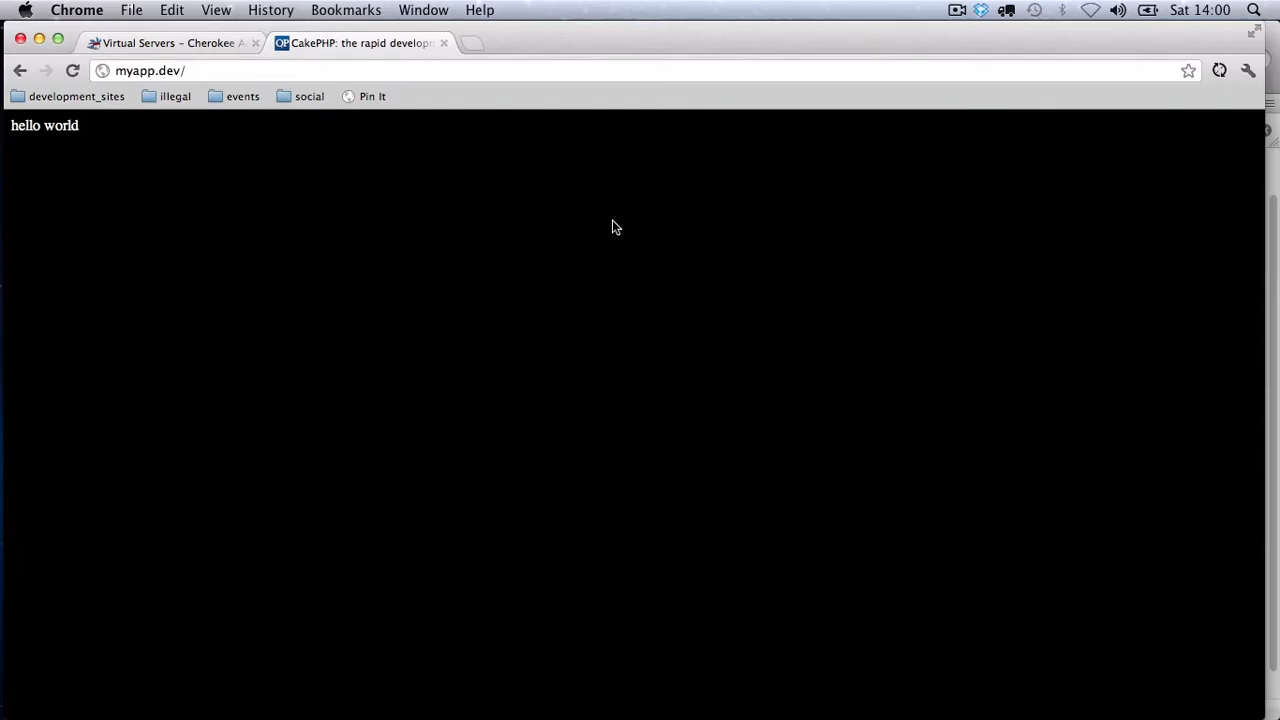 Chrome File Edit View History Bookmarks Window Help Sat 14:00
Virtual Servers – Cherokee A CakePHP: the rapid developm
myapp.dev/
development_sites illegal events social Pin It
hello world